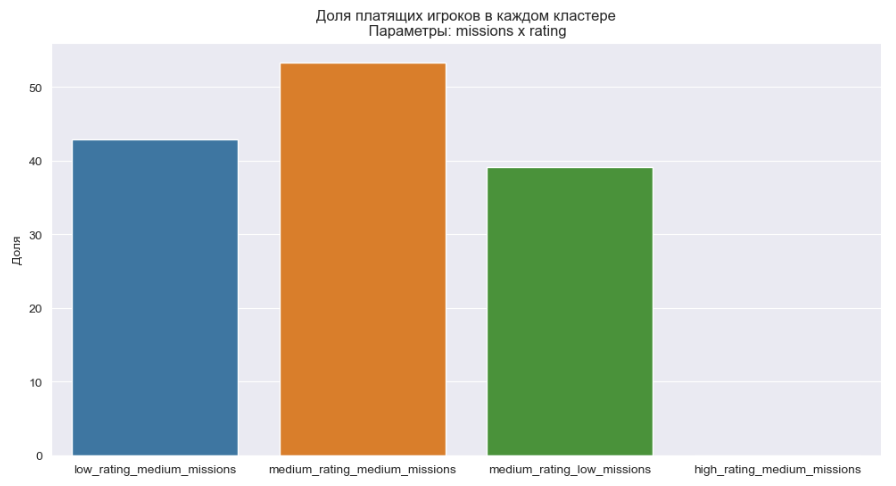 Доля платящих игроков в каждом кластере
Параметры: missions x rating
Доля
50
40
30
20
10
0
low_rating_medium_missions
medium_rating_medium_missions
medium_rating_low_missions
high_rating_medium_missions